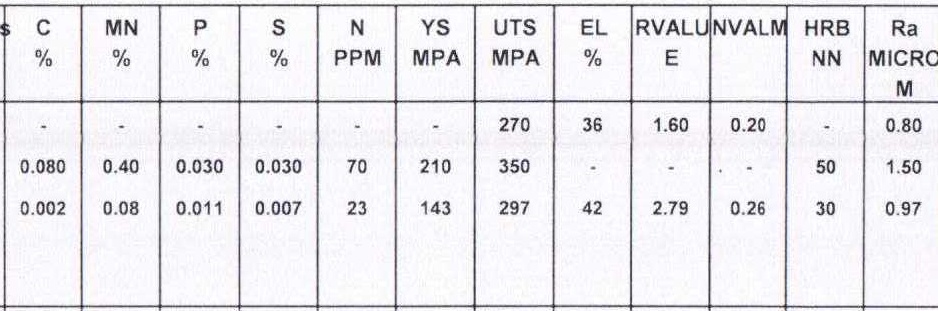 s C MN P S N YS UTS EL RVALU NVALM HRB Ra
% % % % PPM MPA MPA % E NN MICRO
M
- - - - - - 270 36 1.60 0.20 - 0.80
0.080 0.40 0.030 0.030 70 210 350 - - - 50 1.50
0.002 0.08 0.011 0.007 23 143 297 42 2.79 0.26 30 0.97